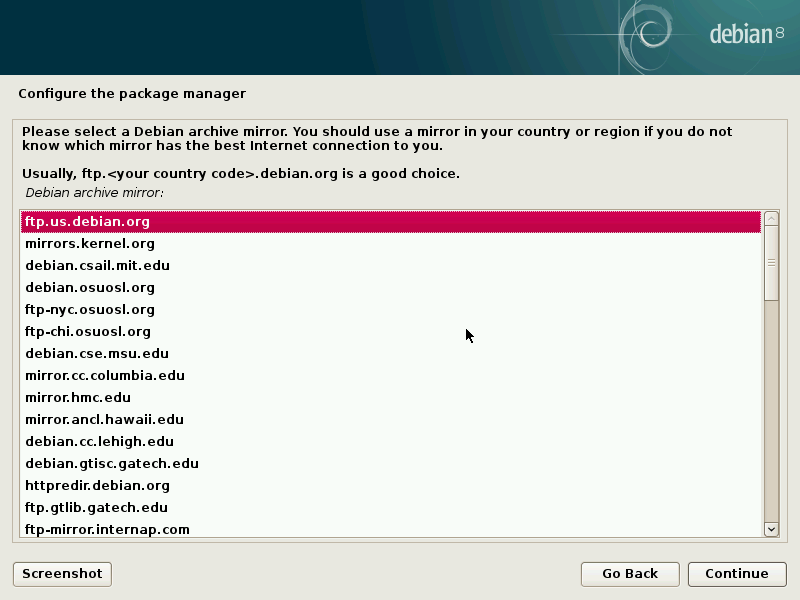 debian 8
Configure the package manager
Please select a Debian archive mirror. You should use a mirror in your country or region if you do not
know which mirror has the best Internet connection to you.
Usually, ftp.<your country code>.debian.org is a good choice.
Debian archive mirror:
ftp.us.debian.org
mirrors.kernel.org
debian.csail.mit.edu
debian.osuosl.org
ftp-nyc.osuosl.org
ftp-chi.osuosl.org
debian.cse.msu.edu
mirror.cc.columbia.edu
mirror.hmc.edu
mirror.ancl.hawaii.edu
debian.cc.lehigh.edu
debian.gtisc.gatech.edu
httpredir.debian.org
ftp.gtlib.gatech.edu
ftp-mirror.internap.com
Screenshot
Go Back
Continue